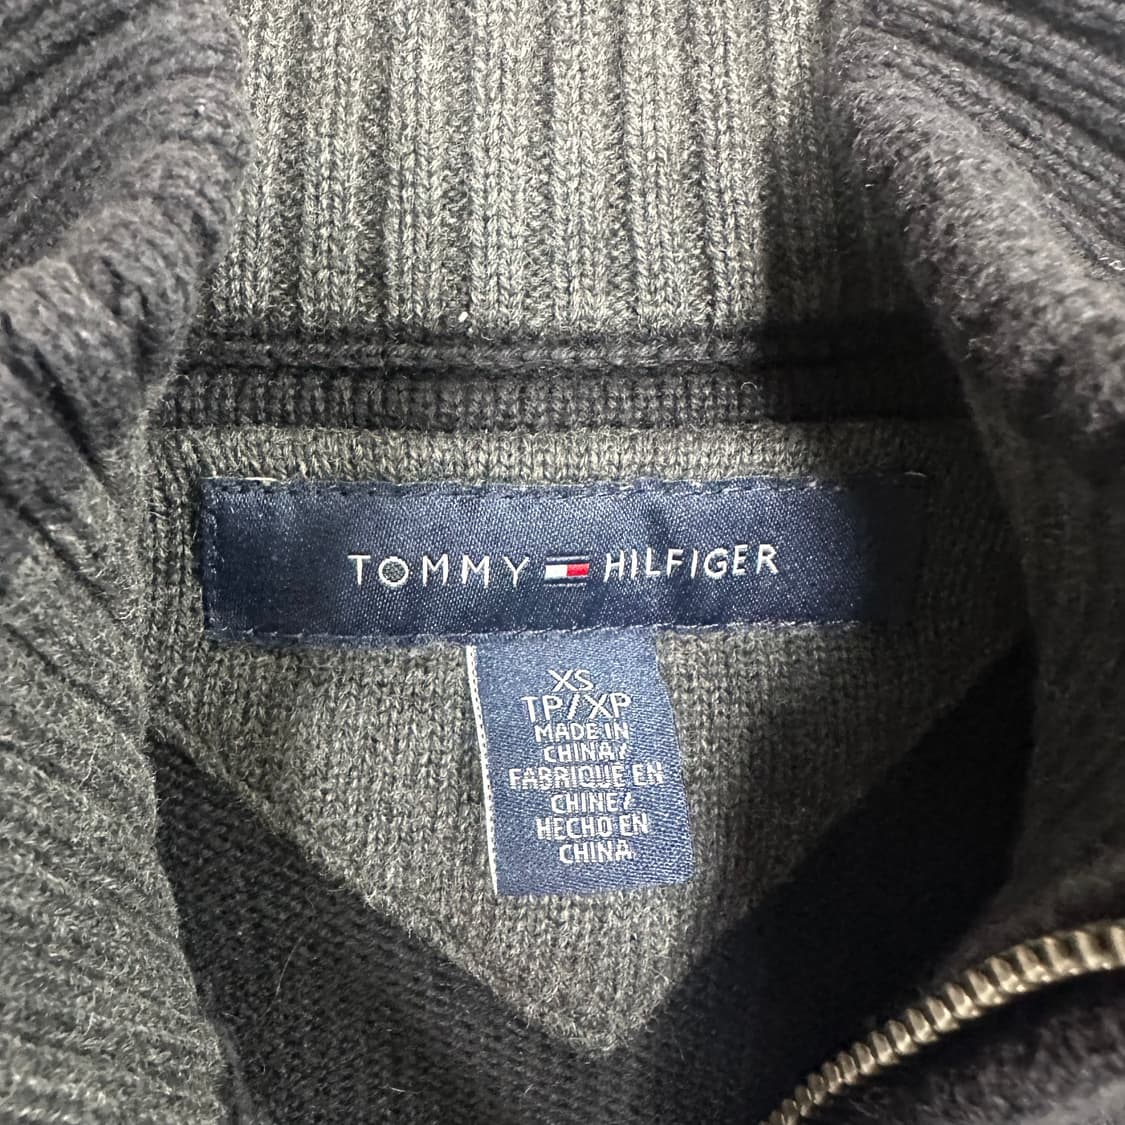 TOMMY HILFIGER
XS
TP/XP
MADE IN
CHINA/
FABRIQUE EN
CHINE/
HECHO EN
CHINA